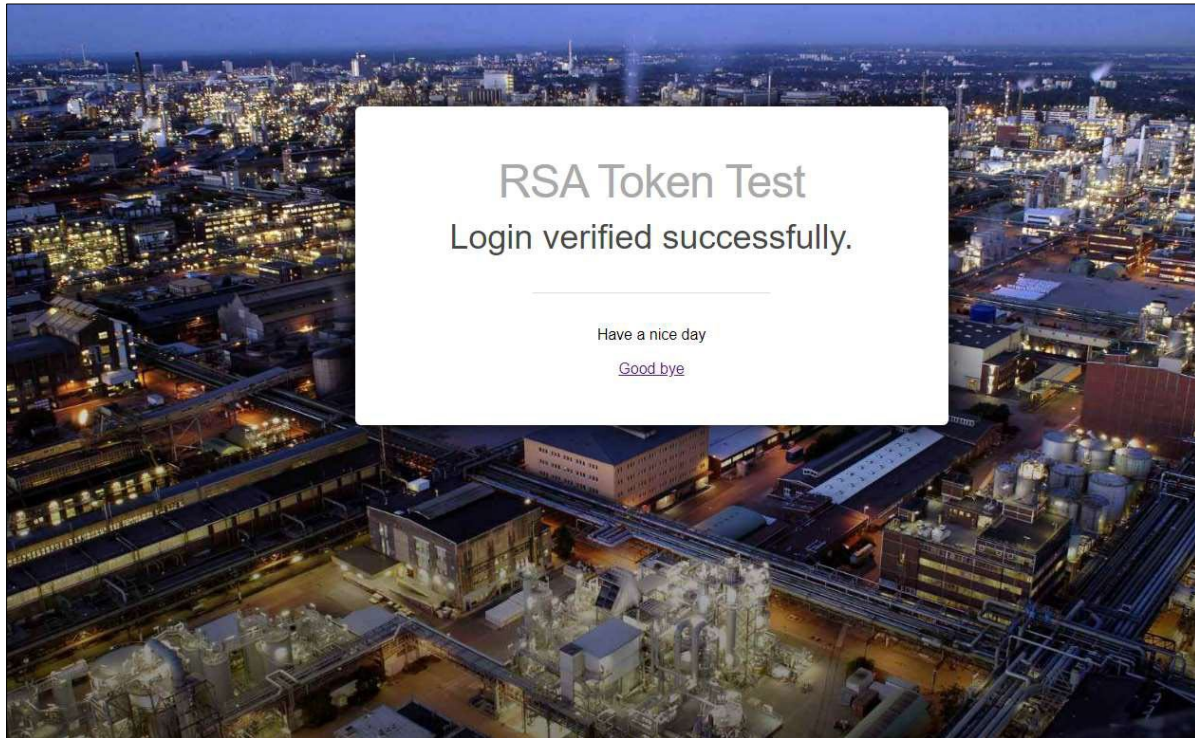 RSA Token Test
Login verified successfully.
Have a nice day
Good bye